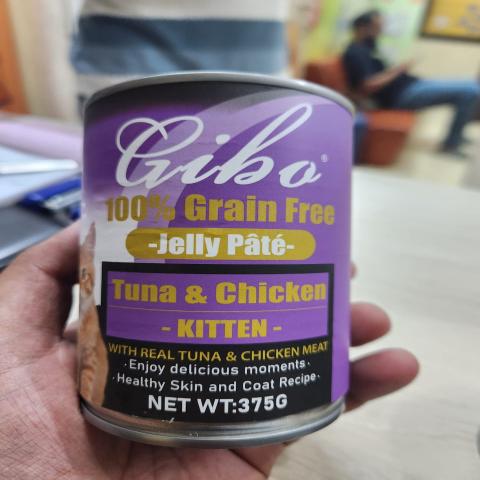 Gibo®
100% Grain Free
-Jelly Pâté-
Tuna & Chicken
- KITTEN -
WITH REAL TUNA & CHICKEN MEAT
· Enjoy delicious moments ·
· Healthy Skin and Coat Recipe ·
NET WT:375G